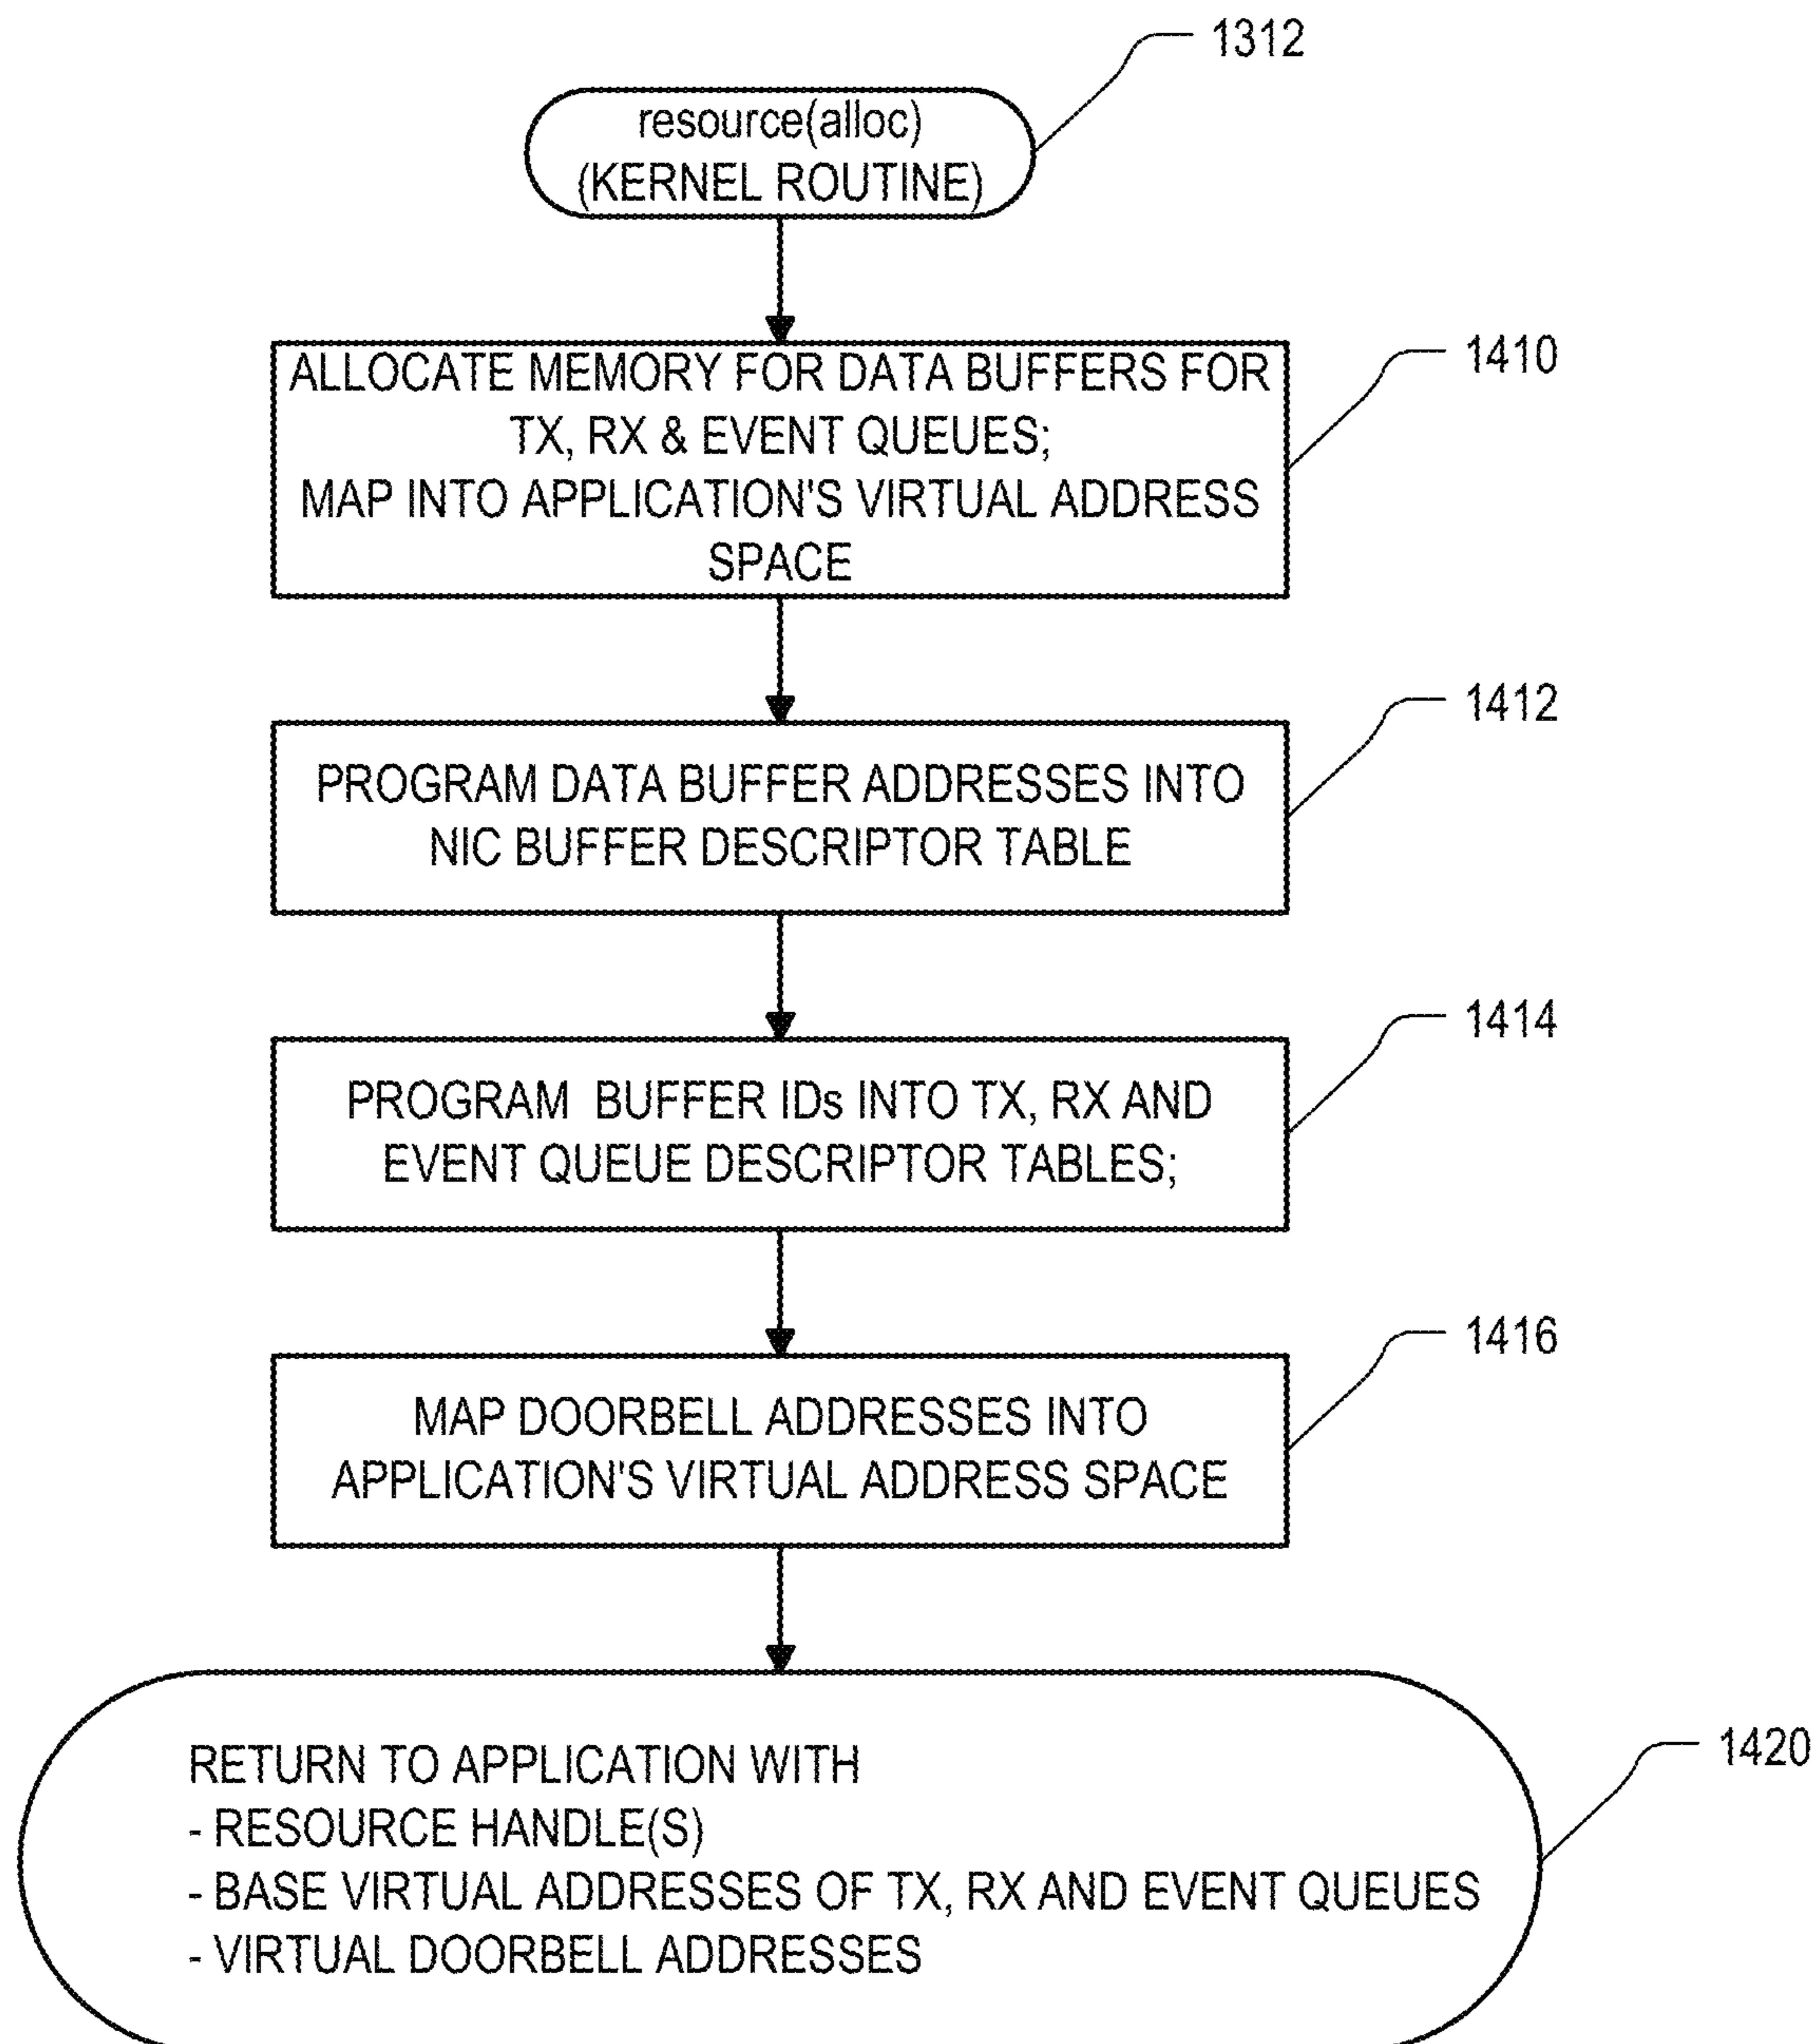 1312
resource(alloc)
(KERNEL ROUTINE)
1410
ALLOCATE MEMORY FOR DATA BUFFERS FOR
TX, RX & EVENT QUEUES;
MAP INTO APPLICATION'S VIRTUAL ADDRESS
SPACE
1412
PROGRAM DATA BUFFER ADDRESSES INTO
NIC BUFFER DESCRIPTOR TABLE
1414
PROGRAM BUFFER IDs INTO TX, RX AND
EVENT QUEUE DESCRIPTOR TABLES;
1416
MAP DOORBELL ADDRESSES INTO
APPLICATION'S VIRTUAL ADDRESS SPACE
1420
RETURN TO APPLICATION WITH
- RESOURCE HANDLE(S)
- BASE VIRTUAL ADDRESSES OF TX, RX AND EVENT QUEUES
- VIRTUAL DOORBELL ADDRESSES